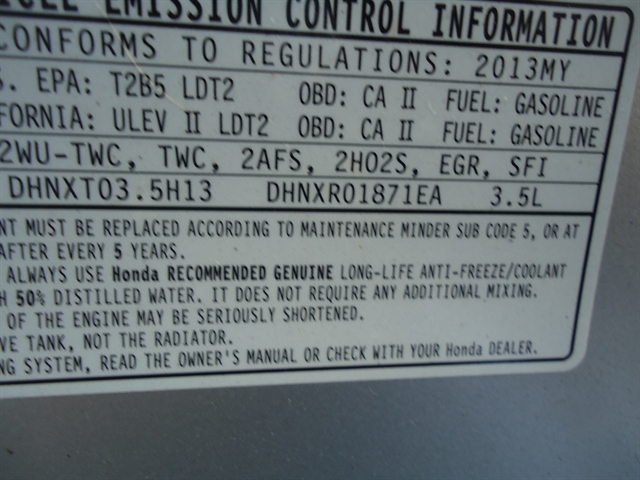 ICLE EMISSION CONTROL INFORMATION
CONFORMS TO REGULATIONS: 2013MY
S. EPA: T2B5 LDT2 OBD: CA II FUEL: GASOLINE
FORNIA: ULEV II LDT2 OBD: CA II FUEL: GASOLINE
2WU-TWC, TWC, 2AFS, 2HO2S, EGR, SFI
DHNXT03.5H13 DHNXR01871EA 3.5L
NT MUST BE REPLACED ACCORDING TO MAINTENANCE MINDER SUB CODE 5, OR AT
AFTER EVERY 5 YEARS.
ALWAYS USE Honda RECOMMENDED GENUINE LONG-LIFE ANTI-FREEZE/COOLANT
H 50% DISTILLED WATER. IT DOES NOT REQUIRE ANY ADDITIONAL MIXING.
OF THE ENGINE MAY BE SERIOUSLY SHORTENED.
VE TANK, NOT THE RADIATOR.
NG SYSTEM, READ THE OWNER'S MANUAL OR CHECK WITH YOUR Honda DEALER.